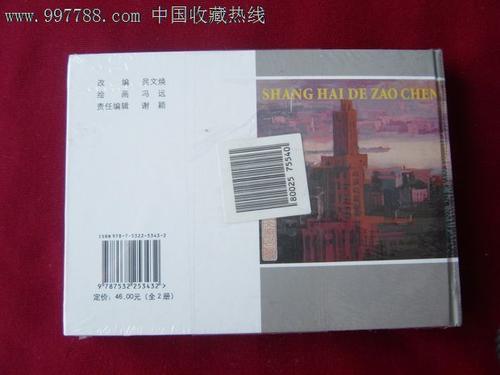 www.997788.com 中国收藏热线
改 编 吴文焕
绘 画 冯 远
责任编辑 谢 颖
SHANG HAI DE ZAO CHEN
80025 75540
ISBN 978-7-5322-5343-2
9 787532 253432 >
定价：46.00元（全2册）